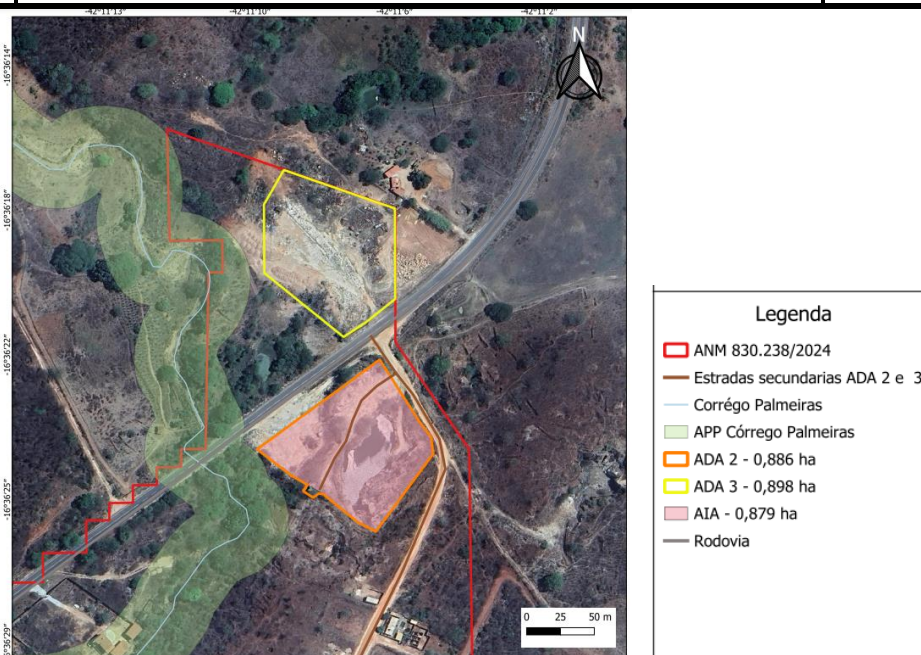 -42°11'13"
-42°11'10"
-42°11'6"
-42°11'2"
-16°36'14"
-16°36'18"
-16°36'22"
-16°36'25"
-16°36'29"
N
0 25 50 m
Legenda
ANM 830.238/2024
Estradas secundarias ADA 2 e 3
Corrégo Palmeiras
APP Córrego Palmeiras
ADA 2 - 0,886 ha
ADA 3 - 0,898 ha
AIA - 0,879 ha
Rodovia